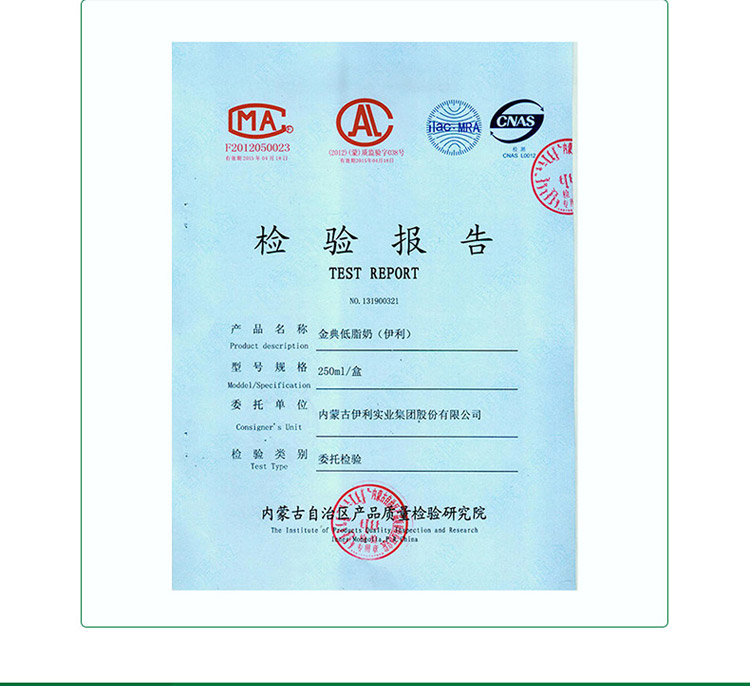 CMA
F2012050023
有效期2015年04月18日
CAL
(2012)(蒙)质监验字038号
有效期2015年04月18日
ilac-MRA
CNAS
检测
CNAS L0012
检验报告
TEST REPORT
NO.131900321
产品名称 金典低脂奶（伊利）
Product description
型号规格 250ml/盒
Moddel/Specification
委托单位 内蒙古伊利实业集团股份有限公司
Consigner's Unit
检验类别 委托检验
Test Type
内蒙古自治区产品质量检验研究院
The Institute of Products Quality Inspection and Research
Inner Mongolia, P.R. China
专用章